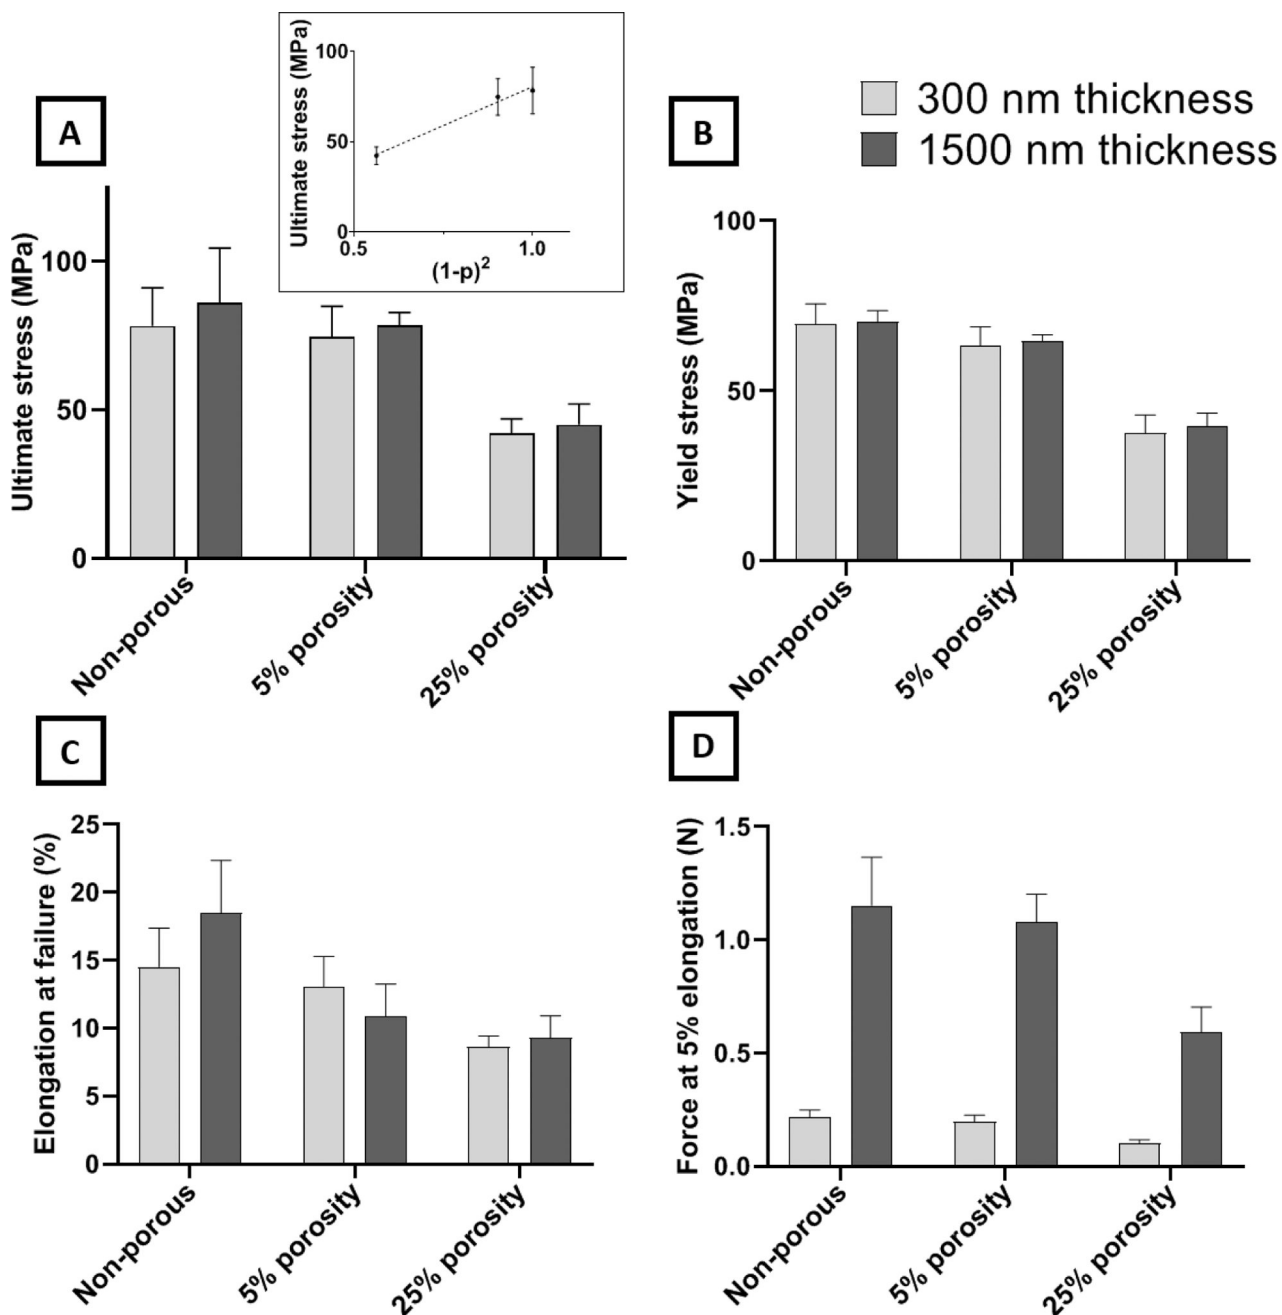 A
Ultimate stress (MPa)
100
50
0
Non-porous
5% porosity
25% porosity
Ultimate stress (MPa)
100
50
0
0.5
1.0
(1-p)²
B
300 nm thickness
1500 nm thickness
Yield stress (MPa)
100
50
0
Non-porous
5% porosity
25% porosity
C
Elongation at failure (%)
25
20
15
10
5
0
Non-porous
5% porosity
25% porosity
D
Force at 5% elongation (N)
1.5
1.0
0.5
0.0
Non-porous
5% porosity
25% porosity